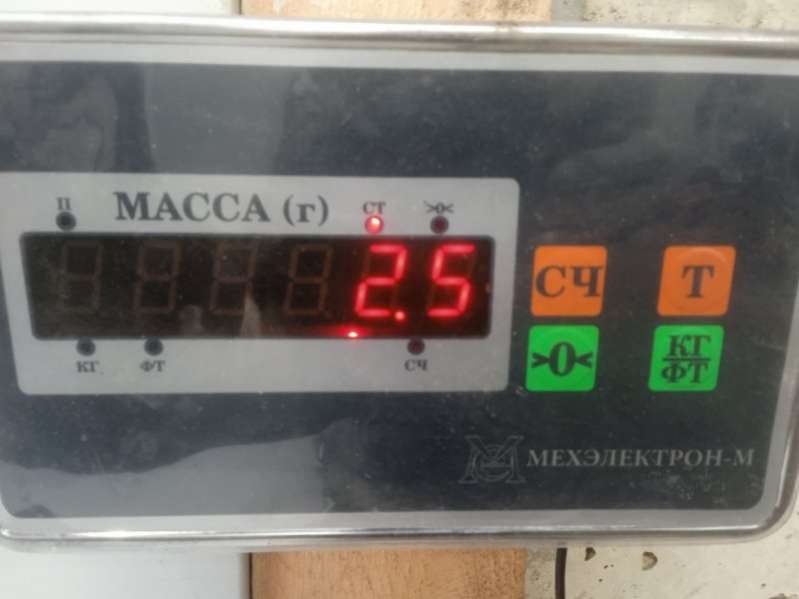 П МАССА (г) СТ >0<
2.5
КГ ФТ СЧ
СЧ Т
>0< КГ/ФТ
МЕХЭЛЕКТРОН-М